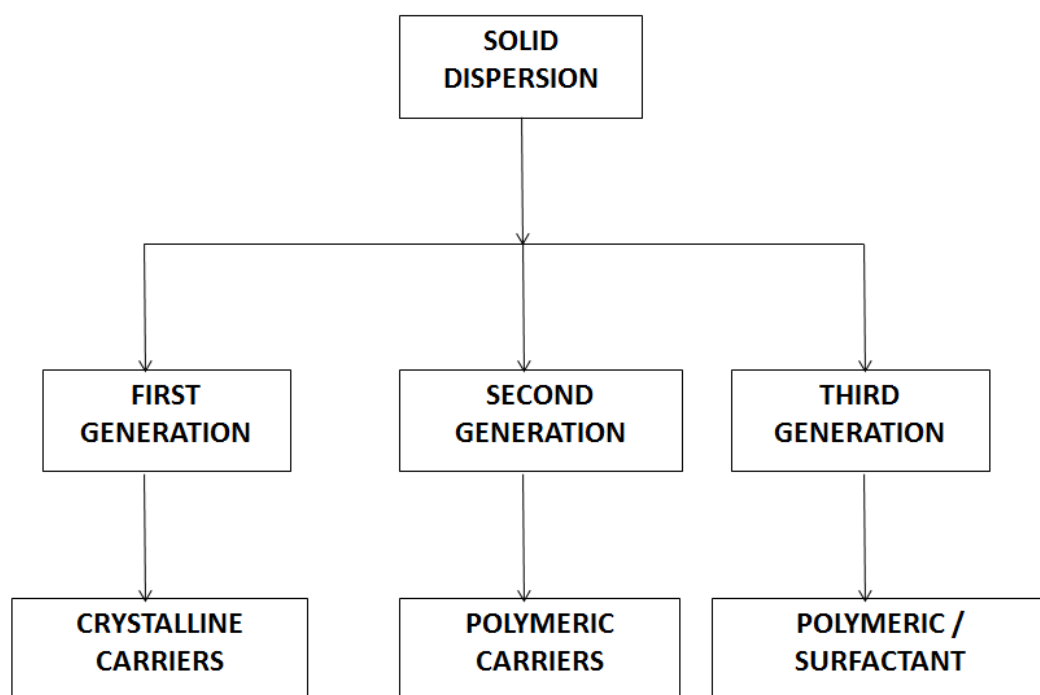 SOLID
DISPERSION
FIRST
GENERATION
SECOND
GENERATION
THIRD
GENERATION
CRYSTALLINE
CARRIERS
POLYMERIC
CARRIERS
POLYMERIC /
SURFACTANT